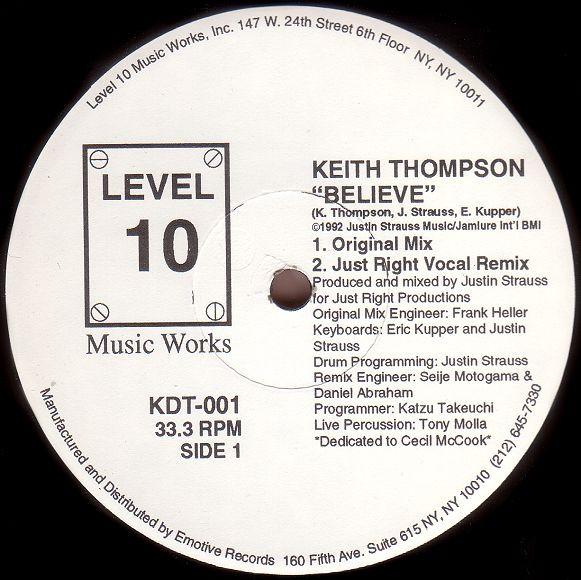 Level 10 Music Works, Inc. 147 W. 24th Street 6th Floor NY, NY 10011
LEVEL
10
Music Works
KDT-001
33.3 RPM
SIDE 1
KEITH THOMPSON
“BELIEVE”
(K. Thompson, J. Strauss, E. Kupper)
©1992 Justin Strauss Music/Jamlure Int'l BMI
1. Original Mix
2. Just Right Vocal Remix
Produced and mixed by Justin Strauss
for Just Right Productions
Original Mix Engineer: Frank Heller
Keyboards: Eric Kupper and Justin
Strauss
Drum Programming: Justin Strauss
Remix Engineer: Seije Motogama &
Daniel Abraham
Programmer: Katzu Takeuchi
Live Percussion: Tony Molla
*Dedicated to Cecil McCook*
Manufactured and Distributed by Emotive Records 160 Fifth Ave. Suite 615 NY, NY 10010 (212) 645-7330